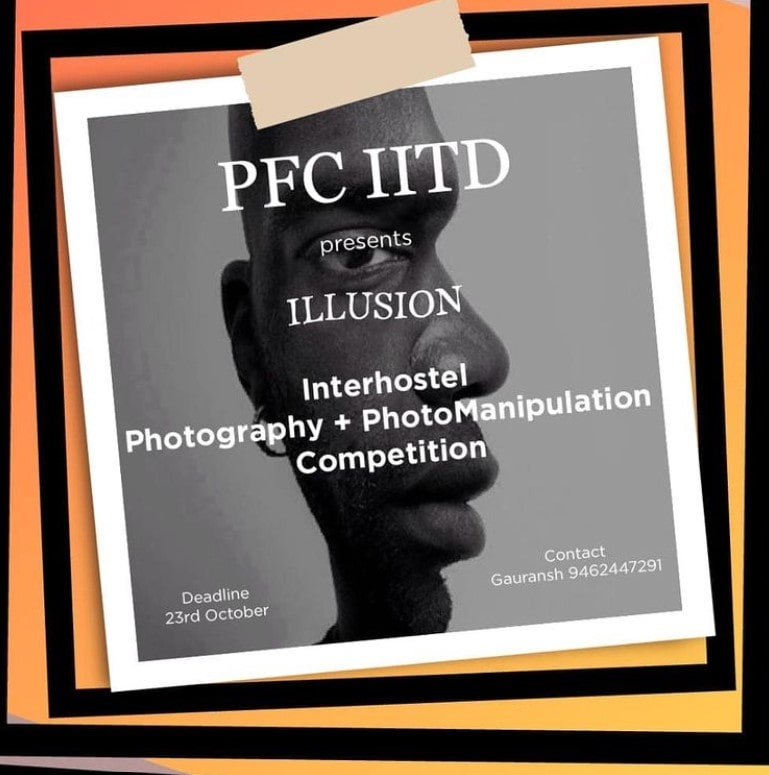 PFC IITD
presents
ILLUSION
Interhostel
Photography + PhotoManipulation
Competition
Deadline
23rd October
Contact
Gauransh 9462447291